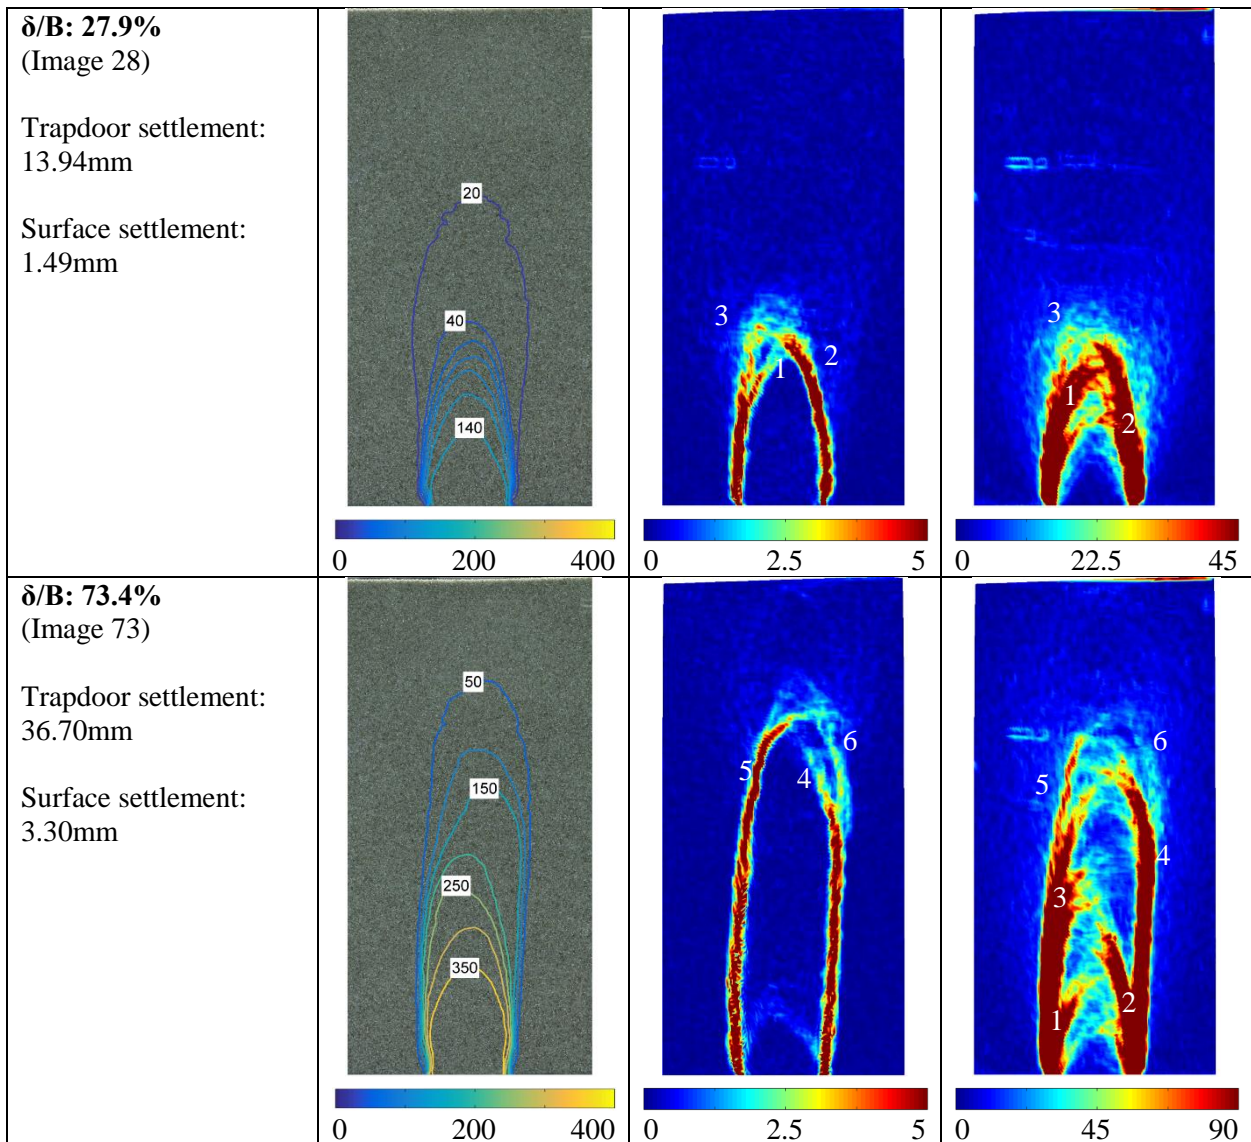 δ/B: 27.9%
(Image 28)
Trapdoor settlement:
13.94mm
Surface settlement:
1.49mm
20
40
140
0 200 400
3
2
1
0 2.5 5
3
1
2
0 22.5 45
δ/B: 73.4%
(Image 73)
Trapdoor settlement:
36.70mm
Surface settlement:
3.30mm
50
150
250
350
0 200 400
6
5 4
0 2.5 5
6
5
4
3
2
1
0 45 90